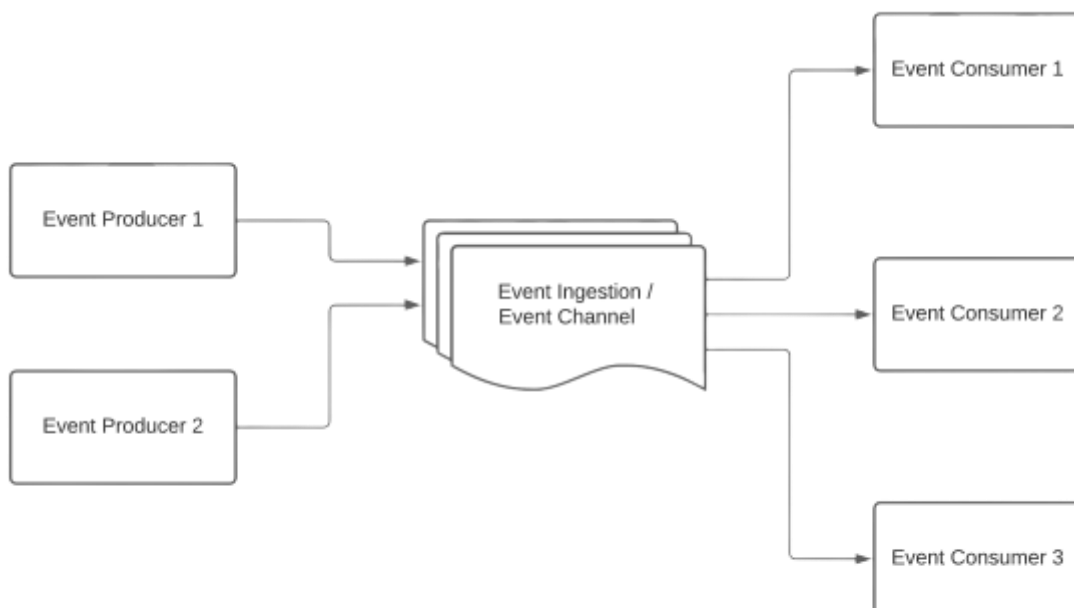 Event Producer 1
Event Producer 2
Event Ingestion /
Event Channel
Event Consumer 1
Event Consumer 2
Event Consumer 3